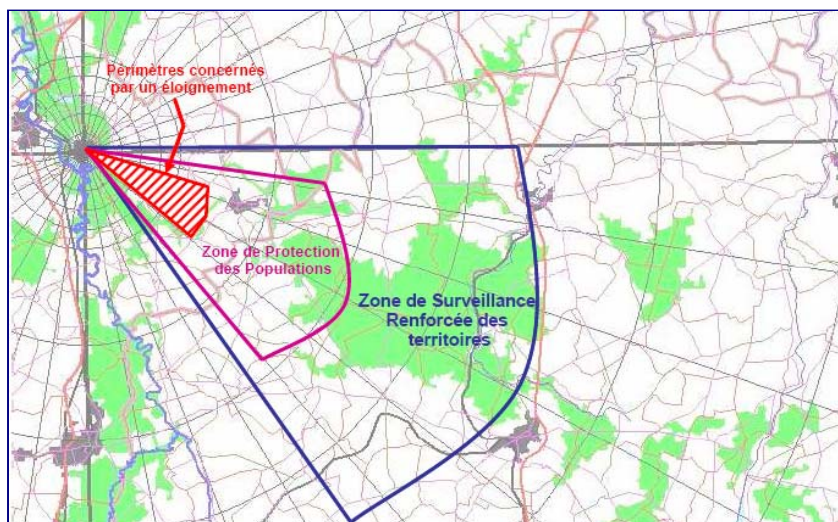 Périmètres concernés
par un éloignement
Zone de Protection
des Populations
Zone de Surveillance
Renforcée des
territoires